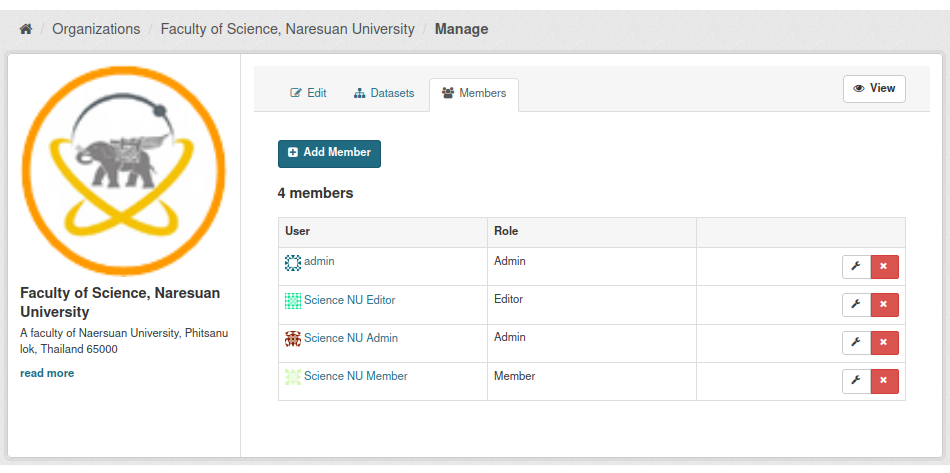 Organizations / Faculty of Science, Naresuan University / Manage
Edit Datasets Members View
Add Member
4 members
User Role
admin Admin
Science NU Editor Editor
Science NU Admin Admin
Science NU Member Member
Faculty of Science, Naresuan
University
A faculty of Naersuan University, Phitsanu
lok, Thailand 65000
read more